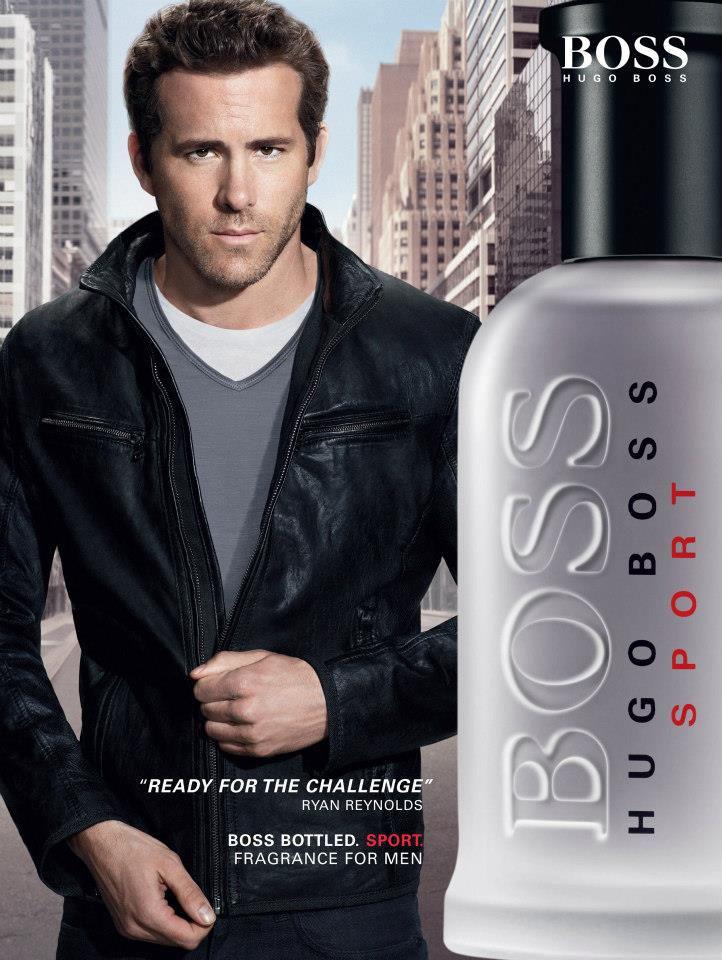 BOSS
HUGO BOSS
BOSS
HUGO BOSS
SPORT
"READY FOR THE CHALLENGE"
RYAN REYNOLDS
BOSS BOTTLED. SPORT.
FRAGRANCE FOR MEN